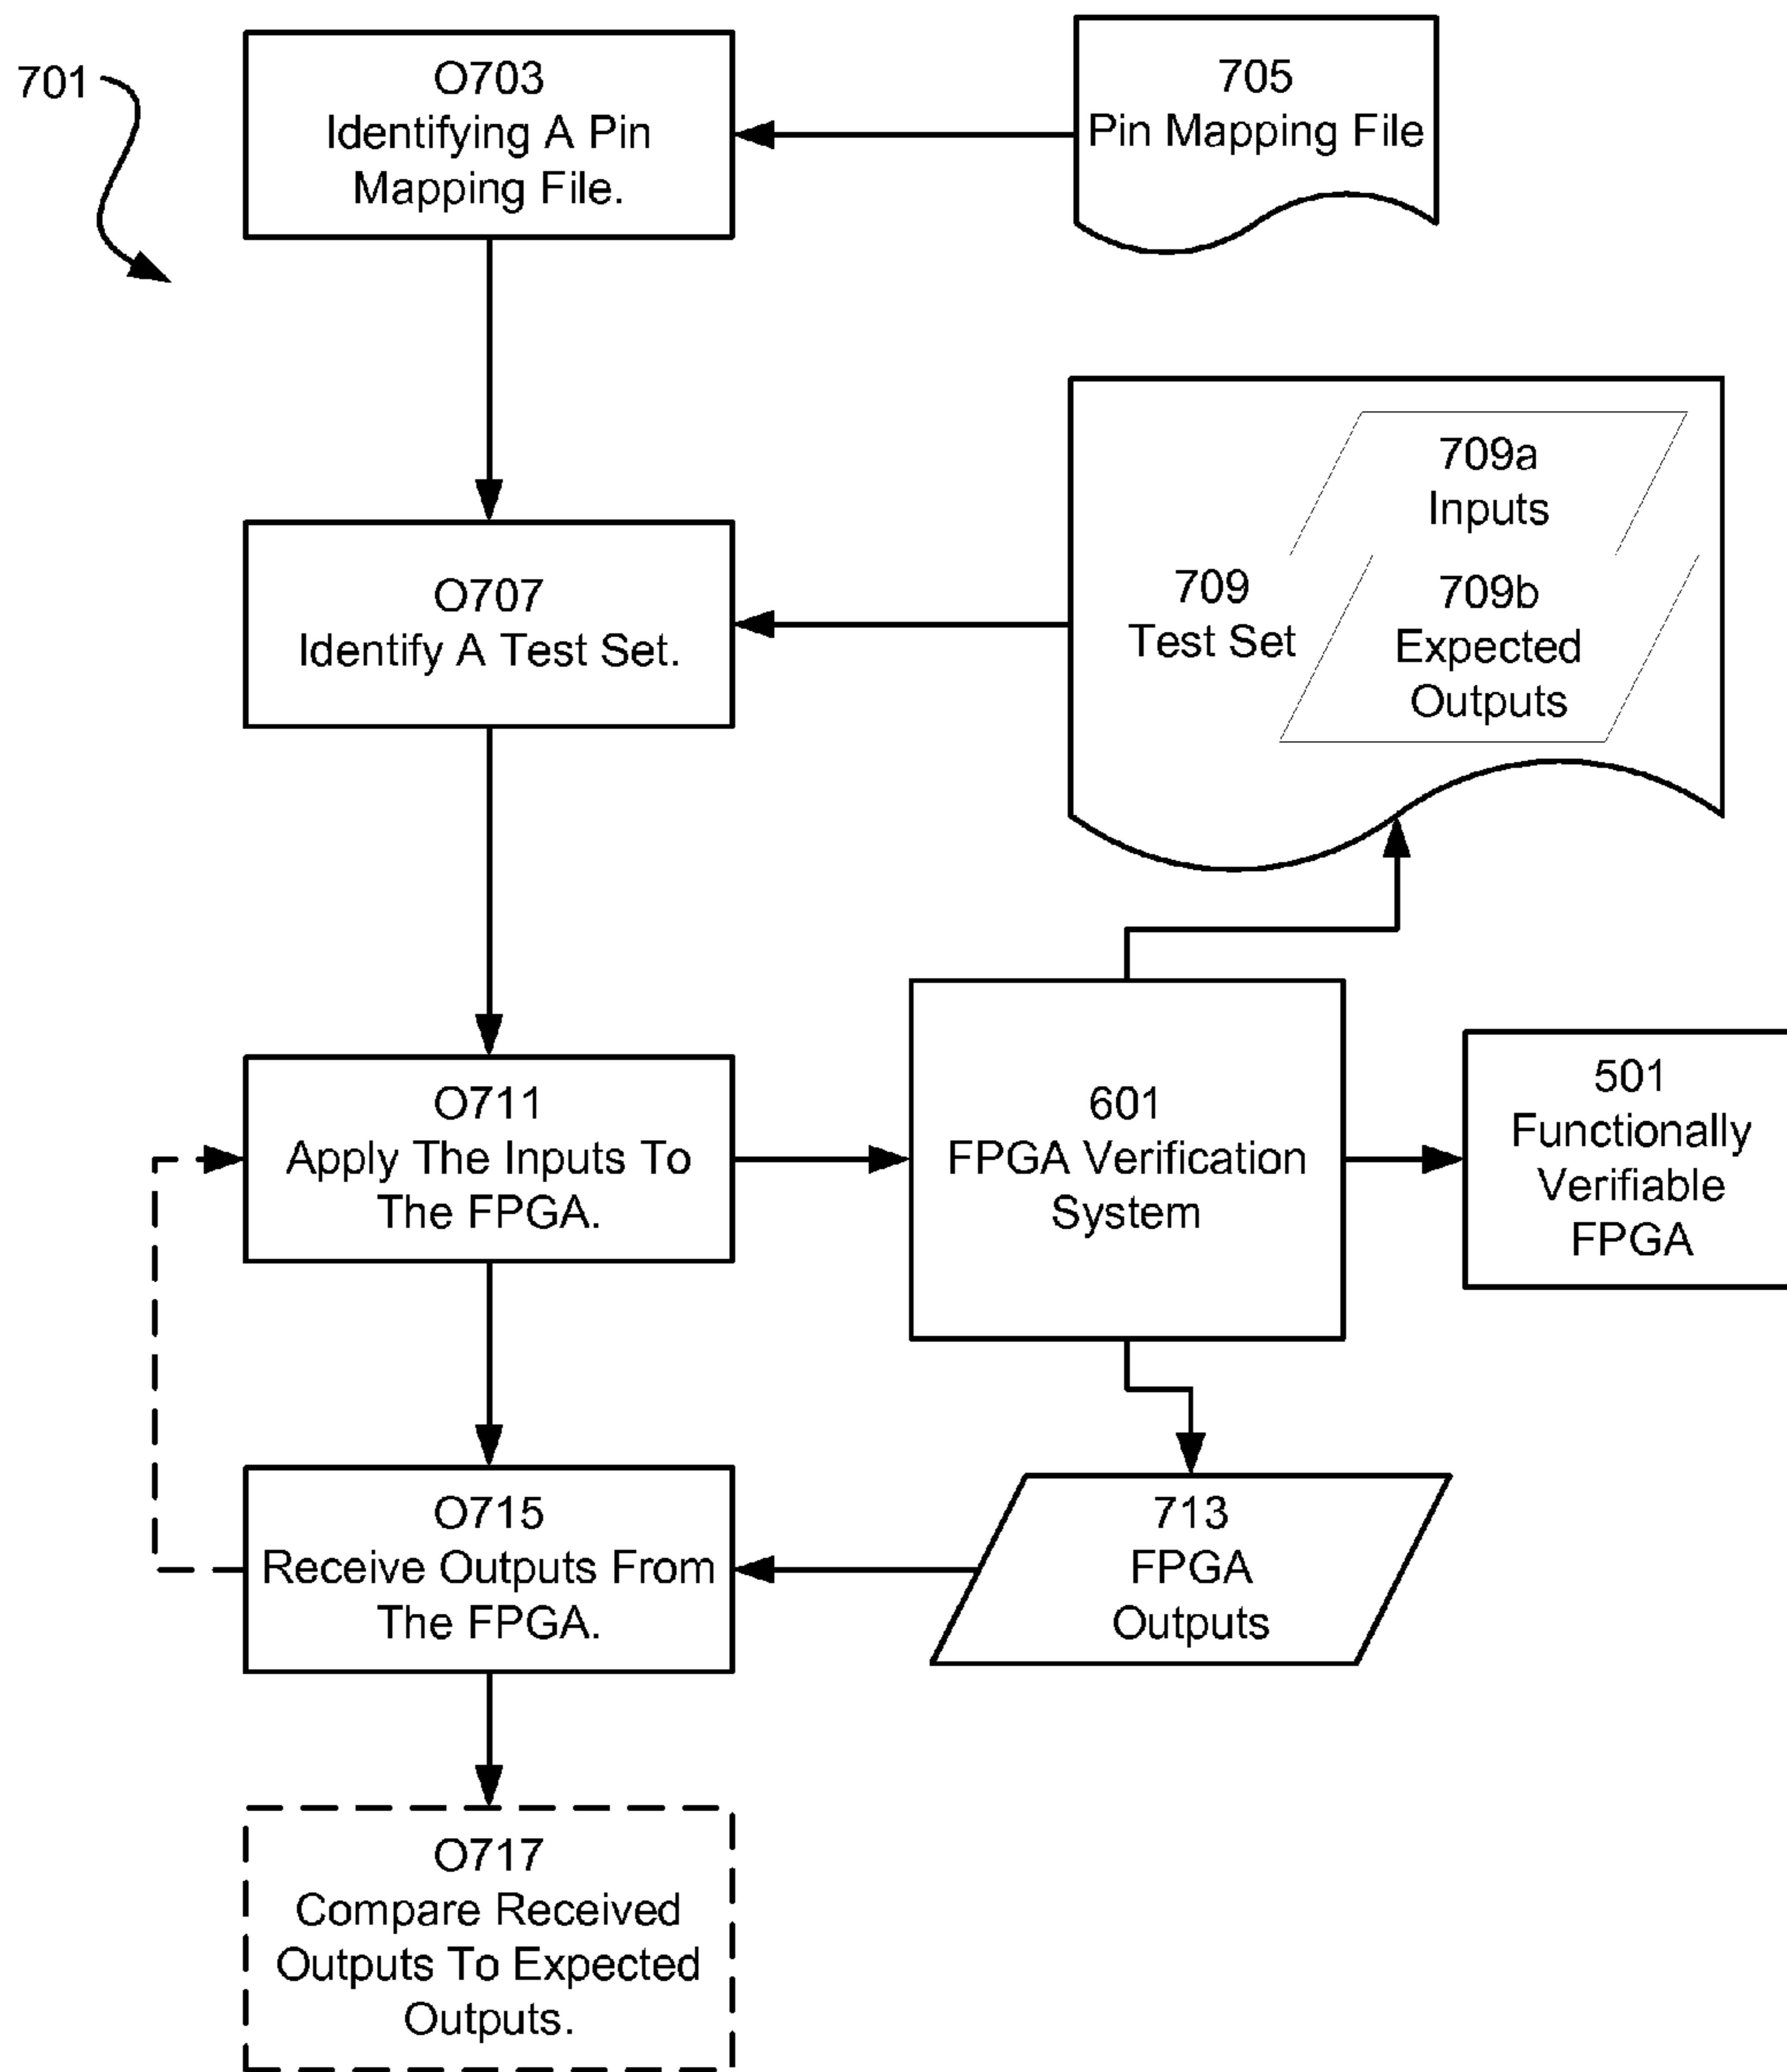 701
O703
Identifying A Pin
Mapping File.
705
Pin Mapping File
O707
Identify A Test Set.
709
Test Set
709a
Inputs
709b
Expected
Outputs
O711
Apply The Inputs To
The FPGA.
601
FPGA Verification
System
501
Functionally
Verifiable
FPGA
O715
Receive Outputs From
The FPGA.
713
FPGA
Outputs
O717
Compare Received
Outputs To Expected
Outputs.